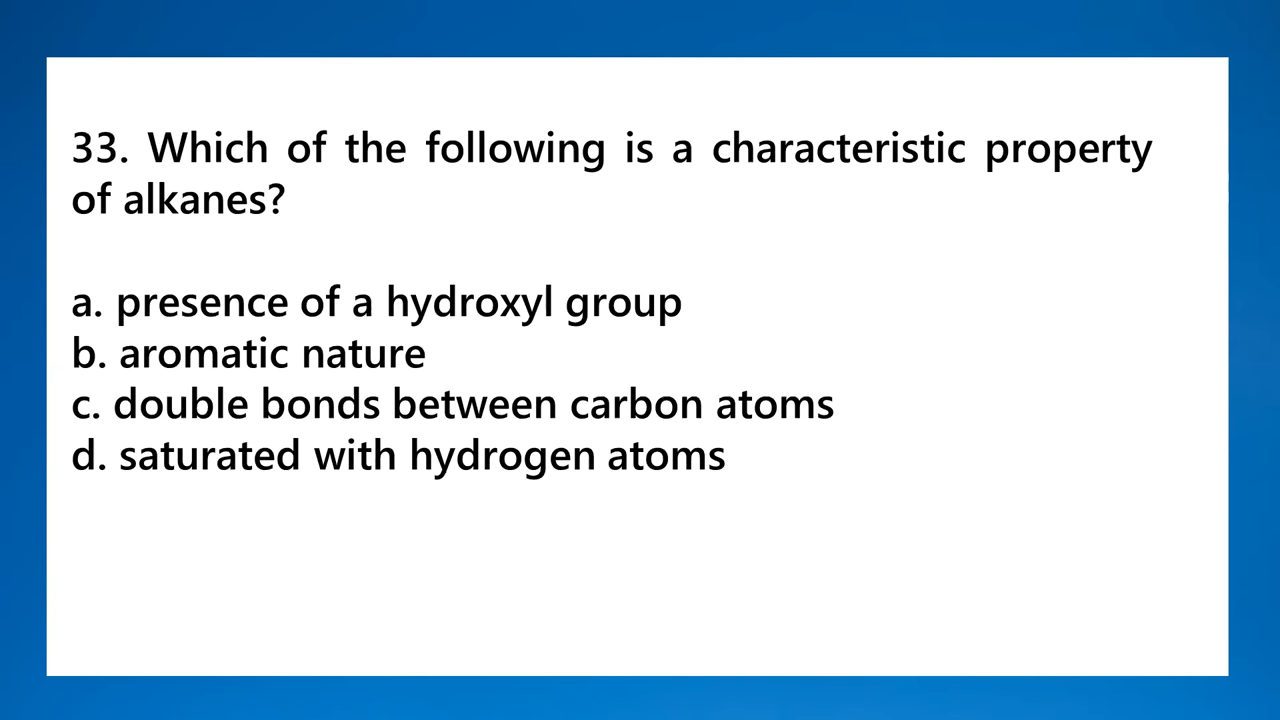 33. Which of the following is a characteristic property
of alkanes?
a. presence of a hydroxyl group
b. aromatic nature
c. double bonds between carbon atoms
d. saturated with hydrogen atoms